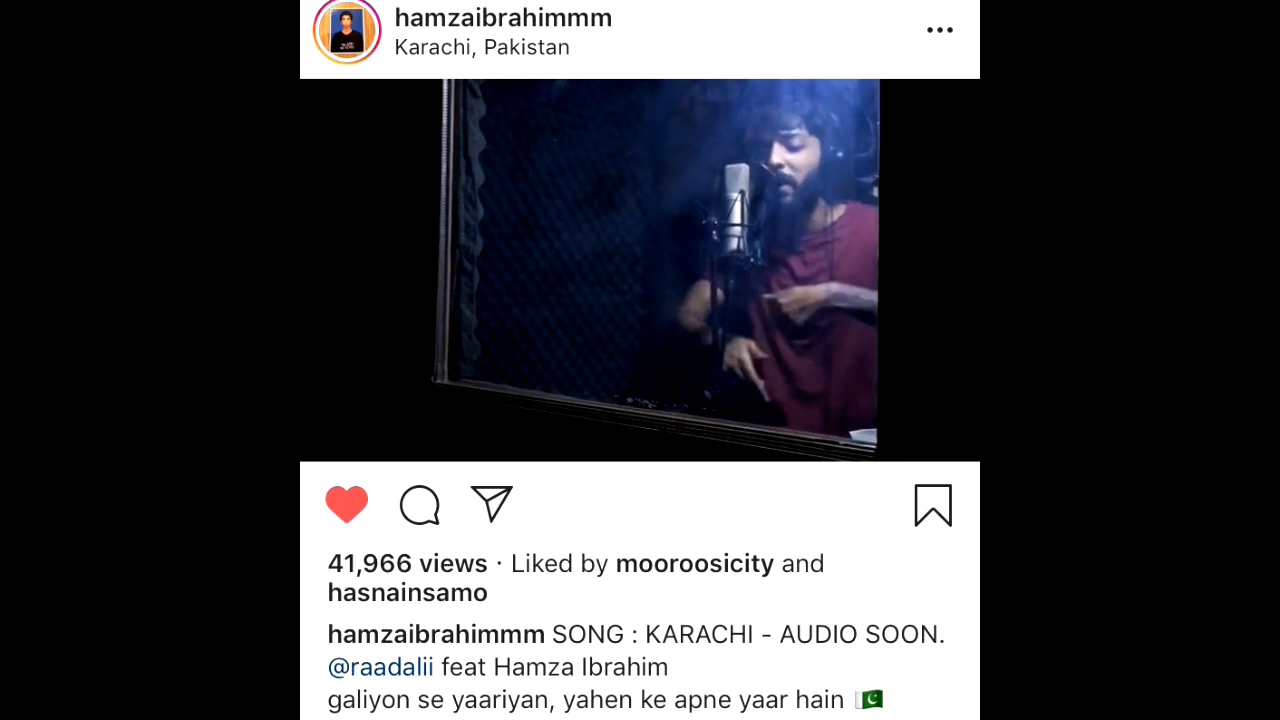 hamzaibrahimmm
Karachi, Pakistan
41,966 views · Liked by mooroosicity and
hasnainsamo
hamzaibrahimmm SONG : KARACHI - AUDIO SOON.
@raadalii feat Hamza Ibrahim
galiyon se yaariyan, yahen ke apne yaar hain 🇵🇰